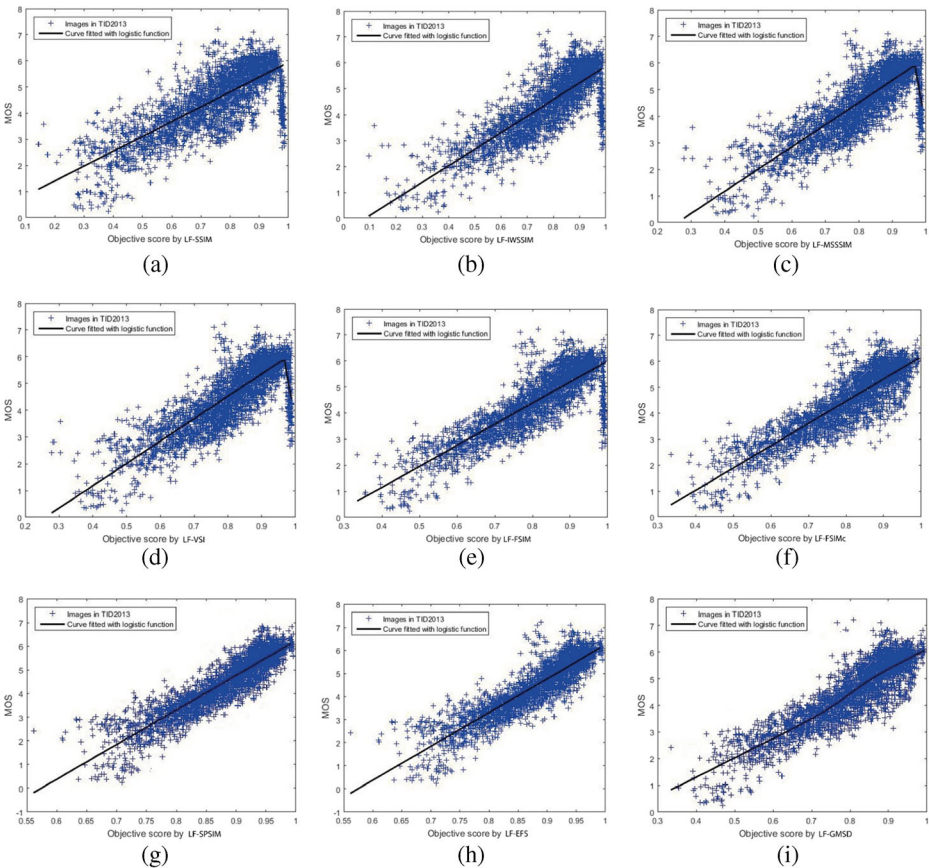 8
7
6
5
4
3
2
1
0
MOS
Images in TID2013
Curve fitted with logistic function
0.1 0.2 0.3 0.4 0.5 0.6 0.7 0.8 0.9 1
Objective score by LF-SSIM
(a)
8
7
6
5
4
3
2
1
0
MOS
Images in TID2013
Curve fitted with logistic function
0 0.1 0.2 0.3 0.4 0.5 0.6 0.7 0.8 0.9 1
Objective score by LF-IWSSIM
(b)
8
7
6
5
4
3
2
1
0
MOS
Images in TID2013
Curve fitted with logistic function
0.2 0.3 0.4 0.5 0.6 0.7 0.8 0.9 1
Objective score by LF-MSSSIM
(c)
8
7
6
5
4
3
2
1
0
MOS
Images in TID2013
Curve fitted with logistic function
0.2 0.3 0.4 0.5 0.6 0.7 0.8 0.9 1
Objective score by LF-VSI
(d)
8
7
6
5
4
3
2
1
0
MOS
Images in TID2013
Curve fitted with logistic function
0.3 0.4 0.5 0.6 0.7 0.8 0.9 1
Objective score by LF-FSIM
(e)
8
7
6
5
4
3
2
1
0
MOS
Images in TID2013
Curve fitted with logistic function
0.3 0.4 0.5 0.6 0.7 0.8 0.9 1
Objective score by LF-FSIMc
(f)
8
7
6
5
4
3
2
1
0
-1
MOS
Images in TID2013
Curve fitted with logistic function
0.55 0.6 0.65 0.7 0.75 0.8 0.85 0.9 0.95 1
Objective score by LF-SPSIM
(g)
8
7
6
5
4
3
2
1
0
-1
MOS
Images in TID2013
Curve fitted with logistic function
0.55 0.6 0.65 0.7 0.75 0.8 0.85 0.9 0.95 1
Objective score by LF-EFS
(h)
8
7
6
5
4
3
2
1
0
MOS
Images in TID2013
Curve fitted with logistic function
0.3 0.4 0.5 0.6 0.7 0.8 0.9 1
Objective score by LF-GMSD
(i)